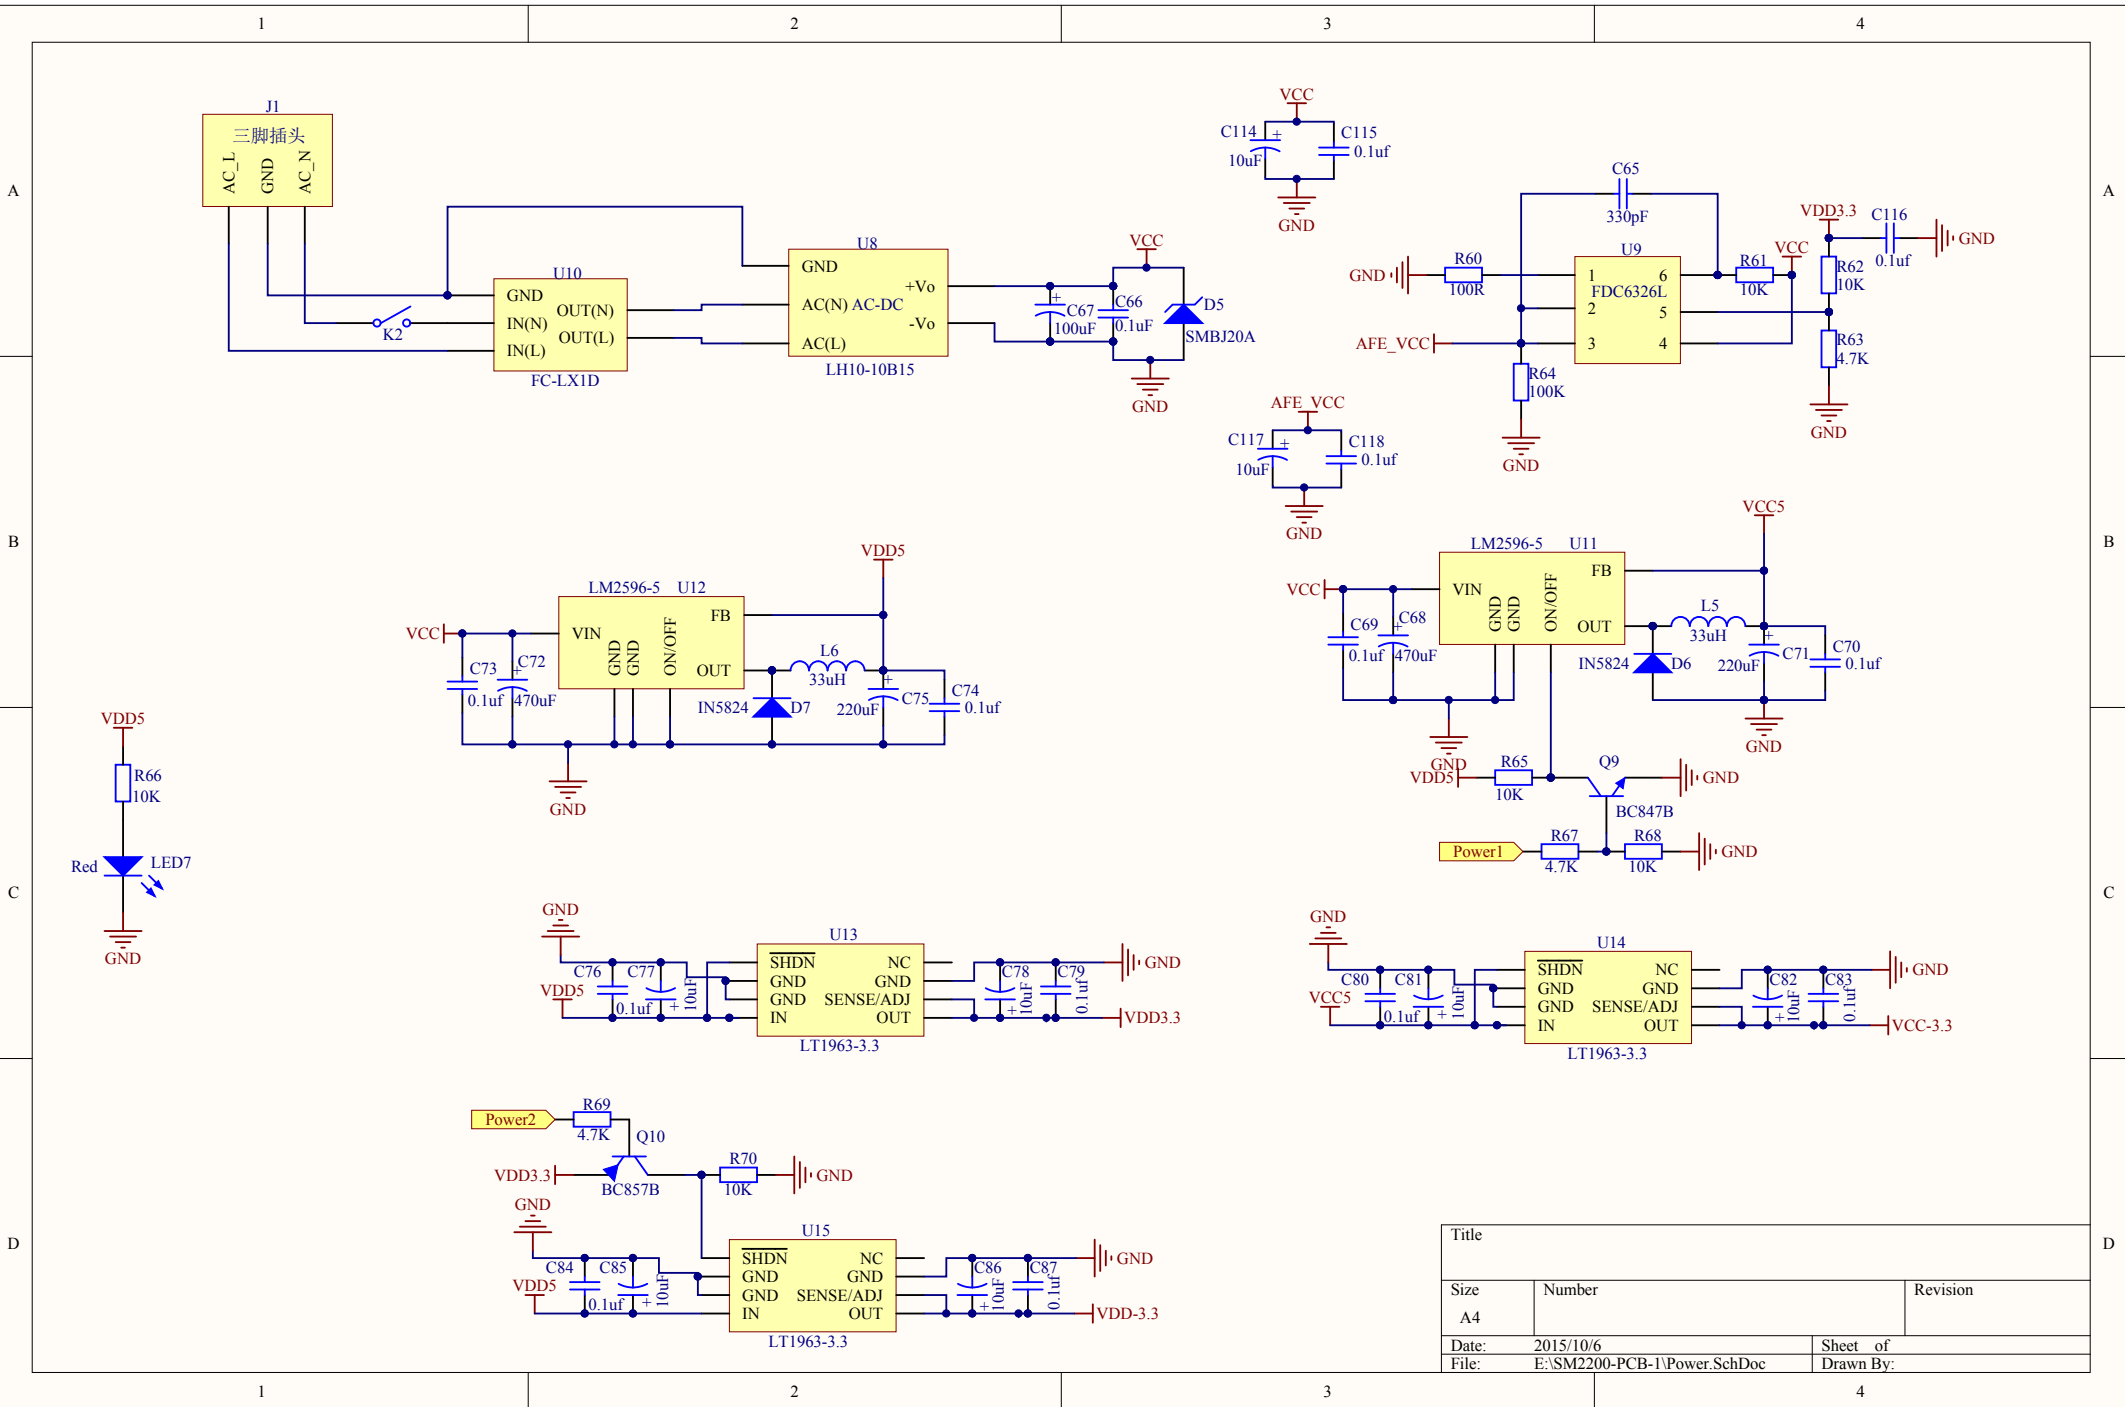 1
2
3
4
A
A
B
B
C
C
D
D
J1
三脚插头
AC_L
GND
AC_N
K2
U10
GND
IN(N)
IN(L)
OUT(N)
OUT(L)
FC-LX1D
U8
GND
AC(N) AC-DC
AC(L)
+Vo
-Vo
LH10-10B15
C67
100uF
C66
0.1uF
VCC
D5
SMBJ20A
GND
VCC
C114
10uF
C115
0.1uf
GND
C65
330pF
GND
R60
100R
U9
FDC6326L
1
2
3
6
5
4
R61
10K
VCC
VDD3.3
C116
0.1uf
GND
R62
10K
R63
4.7K
GND
AFE_VCC
R64
100K
GND
AFE_VCC
C117
10uF
C118
0.1uf
GND
LM2596-5 U12
VCC
VIN
GND
GND
ON/OFF
FB
OUT
C73
0.1uf
C72
470uF
L6
33uH
IN5824
D7
VDD5
220uF
C75
C74
0.1uf
GND
LM2596-5 U11
VCC
VIN
GND
GND
ON/OFF
FB
OUT
C69
0.1uf
C68
470uF
GND
L5
33uH
IN5824
D6
VCC5
220uF
C71
C70
0.1uf
GND
VDD5
R65
10K
Q9
BC847B
GND
Power1
R67
4.7K
R68
10K
GND
VDD5
R66
10K
Red
LED7
GND
GND
C76
0.1uf
C77
10uF
VDD5
U13
SHDN
GND
GND
IN
NC
GND
SENSE/ADJ
OUT
LT1963-3.3
C78
10uF
C79
0.1uf
GND
VDD3.3
GND
C80
0.1uf
C81
10uF
VCC5
U14
SHDN
GND
GND
IN
NC
GND
SENSE/ADJ
OUT
LT1963-3.3
C82
10uF
C83
0.1uf
GND
VCC-3.3
Power2
R69
4.7K
Q10
BC857B
VDD3.3
R70
10K
GND
GND
C84
0.1uf
C85
10uF
VDD5
U15
SHDN
GND
GND
IN
NC
GND
SENSE/ADJ
OUT
LT1963-3.3
C86
10uF
C87
0.1uf
GND
VDD-3.3
Title
Size
A4
Number
Revision
Date: 2015/10/6
Sheet of
File: E:\SM2200-PCB-1\Power.SchDoc
Drawn By:
1
2
3
4